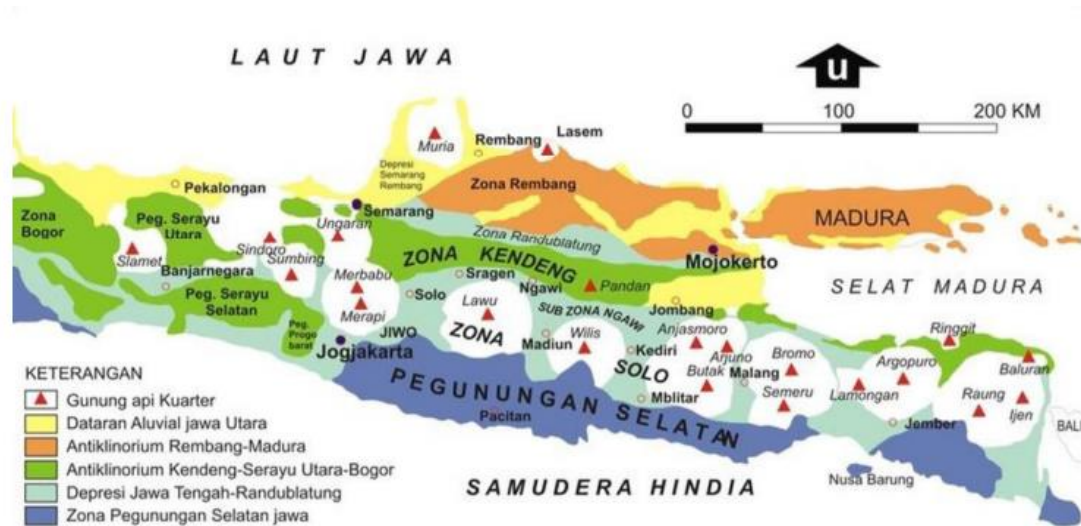 LAUT JAWA
u
0 100 200 KM
Muria
Rembang
Lasem
Depresi
Semarang
Rembang
Zona Rembang
Pekalongan
Zona
Bogor
Peg. Serayu
Utara
Semarang
Ungaran
Zona Randublatung
MADURA
Slamet
Sindoro
Sumbing
ZONA KENDENG
Mojokerto
Banjarnegara
Merbabu
Sragen
Ngawi
Pandan
SELAT MADURA
Peg. Serayu
Selatan
Solo
Lawu
Jombang
Merapi
SUB ZONA NGAWI
Anjasmoro
Ringgit
Peg.
Progo
barat
JIWO
ZONA
Madiun
Wilis
Kediri
Arjuno
Bromo
Argopuro
Baluran
Jogjakarta
SOLO
Butak
Malang
Semeru
Lamongan
Raung
Ijen
Mblitar
PEGUNUNGAN SELATAN
Pacitan
Jember
BALI
Nusa Barung
SAMUDERA HINDIA
KETERANGAN
Gunung api Kuarter
Dataran Aluvial jawa Utara
Antiklinorium Rembang-Madura
Antiklinorium Kendeng-Serayu Utara-Bogor
Depresi Jawa Tengah-Randublatung
Zona Pegunungan Selatan jawa